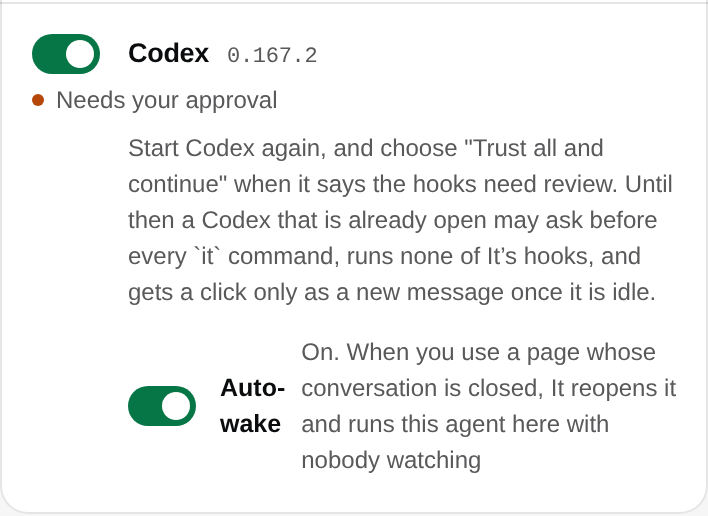 Codex 0.167.2
Needs your approval
Start Codex again, and choose "Trust all and
continue" when it says the hooks need review. Until
then a Codex that is already open may ask before
every `it` command, runs none of It’s hooks, and
gets a click only as a new message once it is idle.
Auto-
wake
On. When you use a page whose
conversation is closed, It reopens it
and runs this agent here with
nobody watching